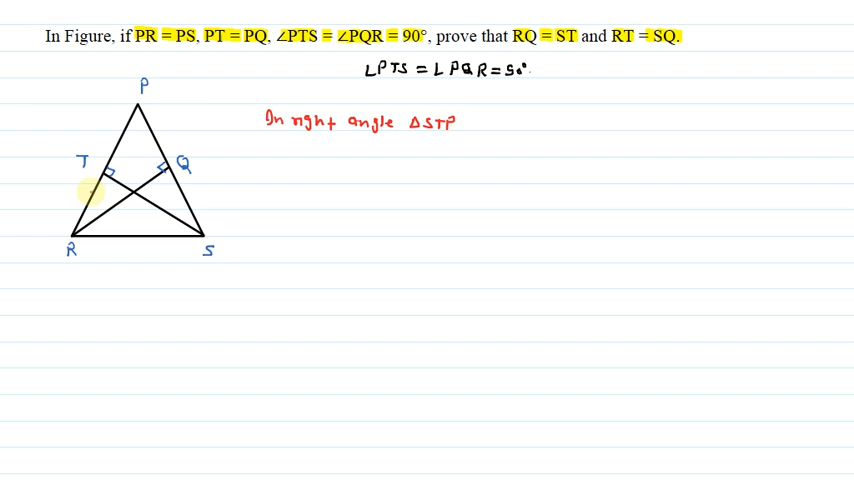 In Figure, if PR = PS, PT = PQ, ∠PTS = ∠PQR = 90°, prove that RQ = ST and RT = SQ.
∠PTS = ∠PQR = 90°
P
In right angle ΔSTP
T
Q
R
S